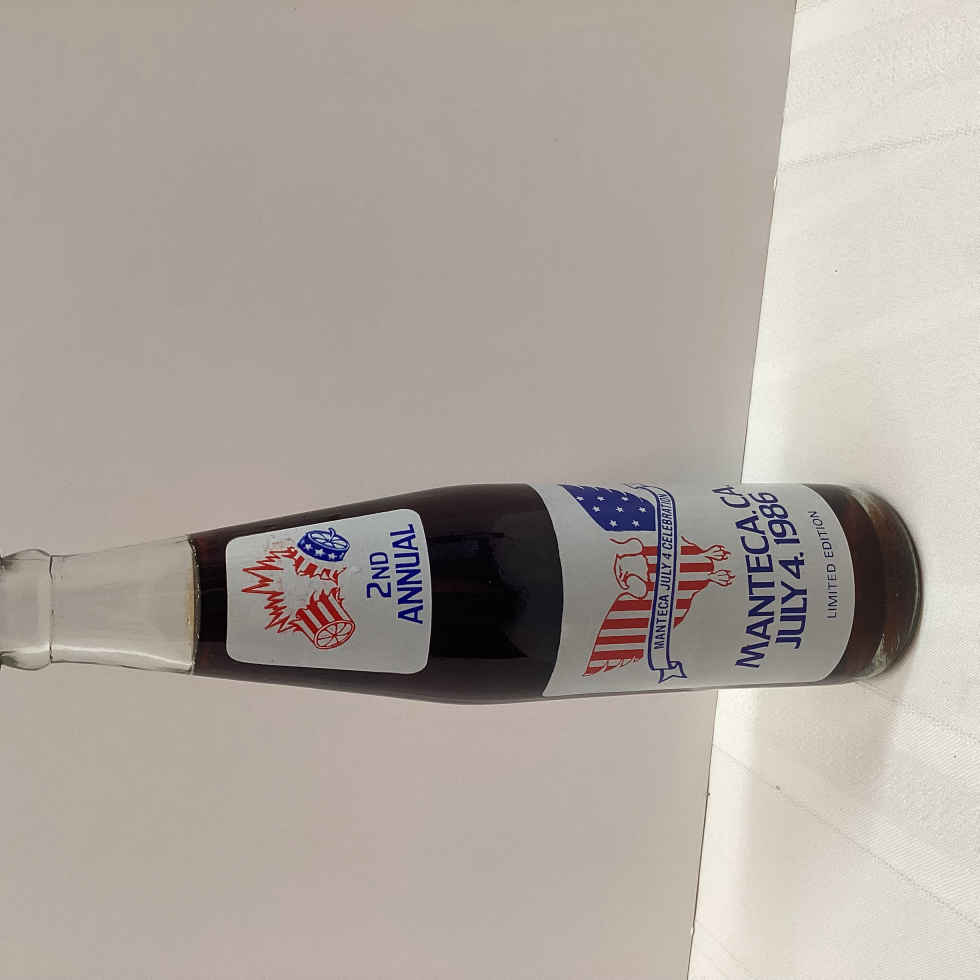 2ND
ANNUAL
MANTECA JULY 4 CELEBRATION
MANTECA, CA.
JULY 4, 1986
LIMITED EDITION